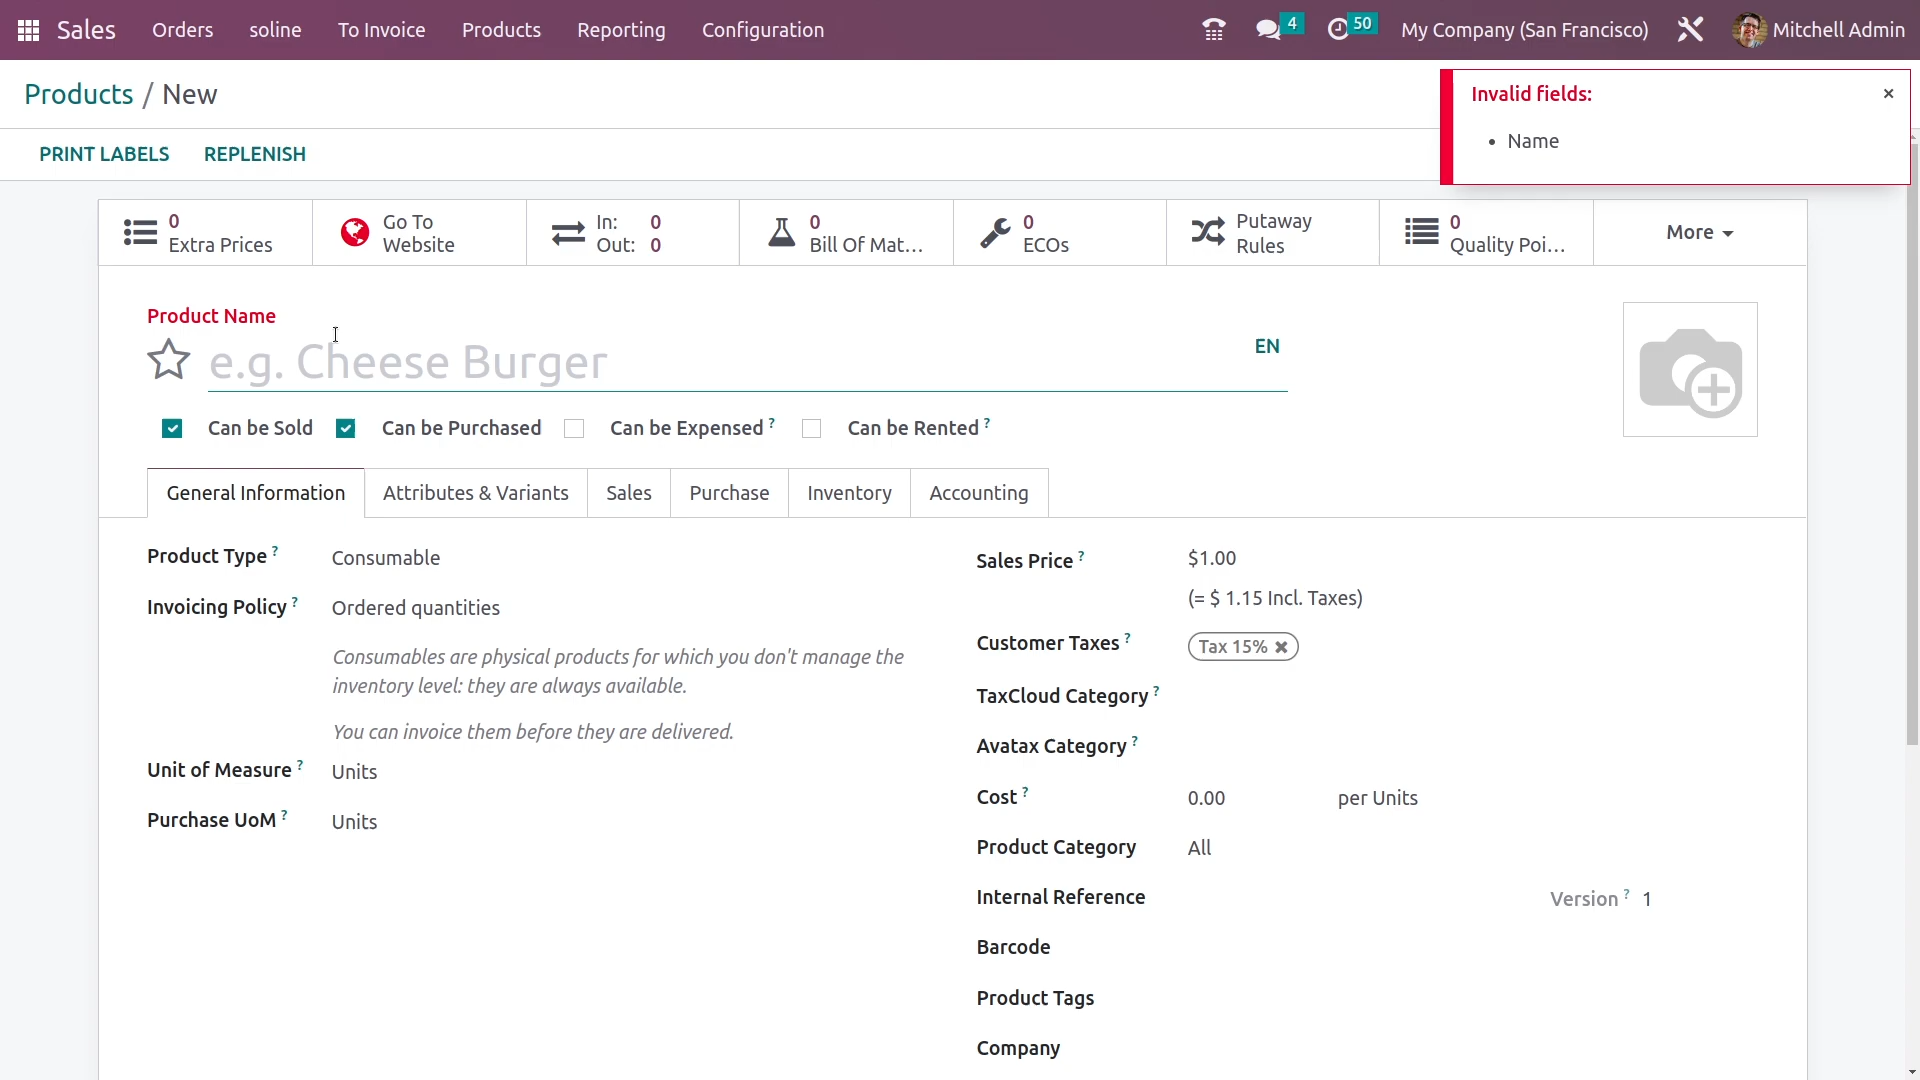 Sales Orders soline To Invoice Products Reporting Configuration 4 50 My Company (San Francisco) Mitchell Admin
Products / New
Invalid fields: ×
• Name
PRINT LABELS REPLENISH
0
Extra Prices
Go To
Website
In: 0
Out: 0
0
Bill Of Mat...
0
ECOs
Putaway
Rules
0
Quality Poi...
More
Product Name
e.g. Cheese Burger
EN
Can be Sold Can be Purchased Can be Expensed ? Can be Rented ?
General Information Attributes & Variants Sales Purchase Inventory Accounting
Product Type ? Consumable
Invoicing Policy ? Ordered quantities
Consumables are physical products for which you don't manage the
inventory level: they are always available.
You can invoice them before they are delivered.
Unit of Measure ? Units
Purchase UoM ? Units
Sales Price ? $1.00
(= $ 1.15 Incl. Taxes)
Customer Taxes ? Tax 15% ×
TaxCloud Category ?
Avatax Category ?
Cost ? 0.00 per Units
Product Category All
Internal Reference Version ? 1
Barcode
Product Tags
Company